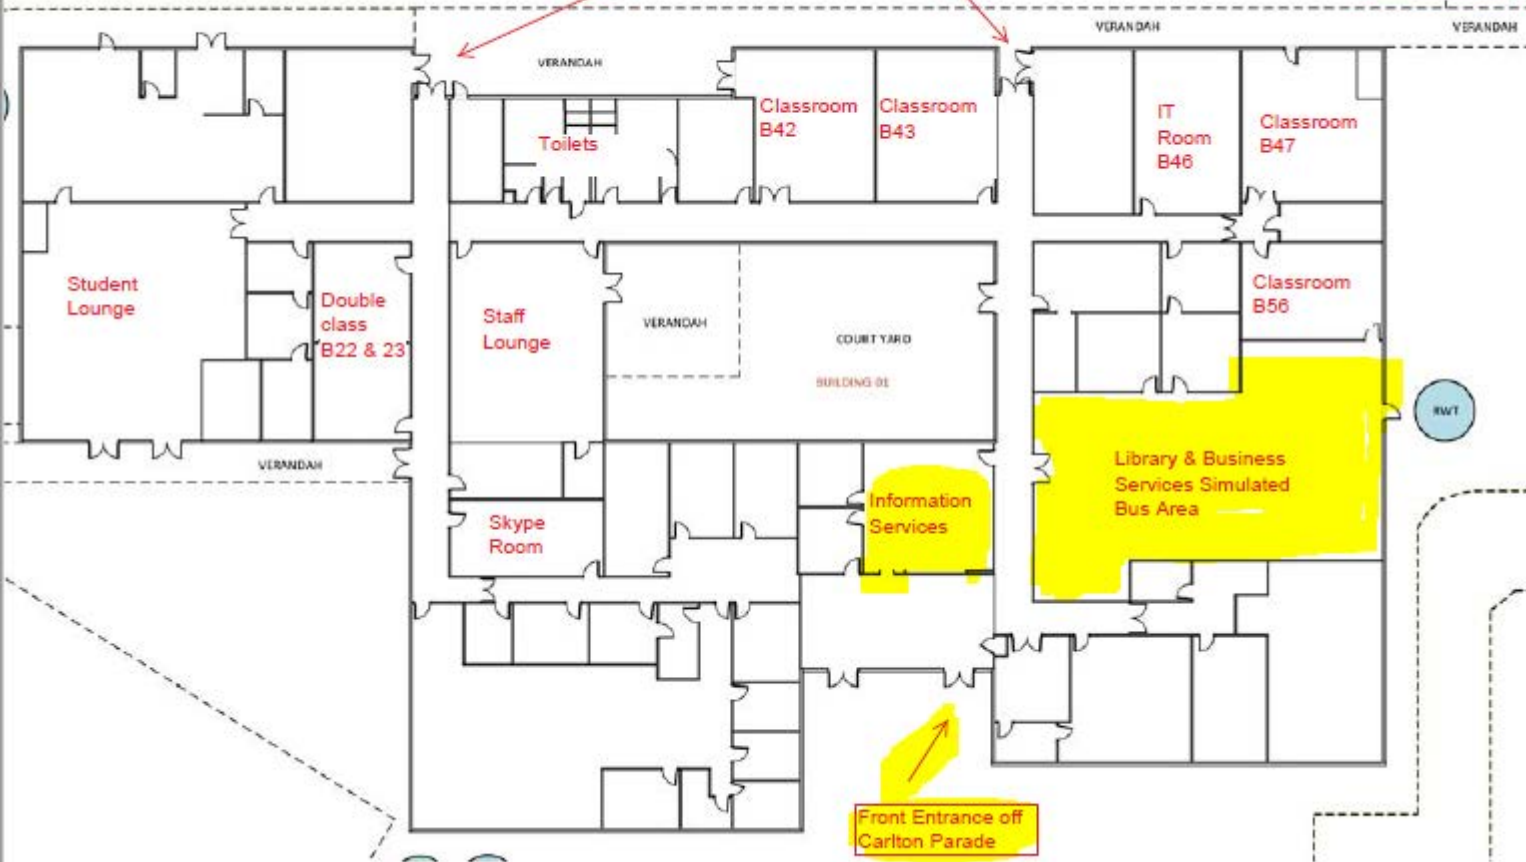 VERANDAH
VERANDAH
VERANDAH
Classroom
B42
Classroom
B43
IT
Room
B46
Classroom
B47
Toilets
Student
Lounge
Double
class
B22 & 23
Staff
Lounge
VERANDAH
COURT YARD
BUILDING 01
Classroom
B56
RWT
VERANDAH
Library & Business
Services Simulated
Bus Area
Information
Services
Skype
Room
Front Entrance off
Carlton Parade